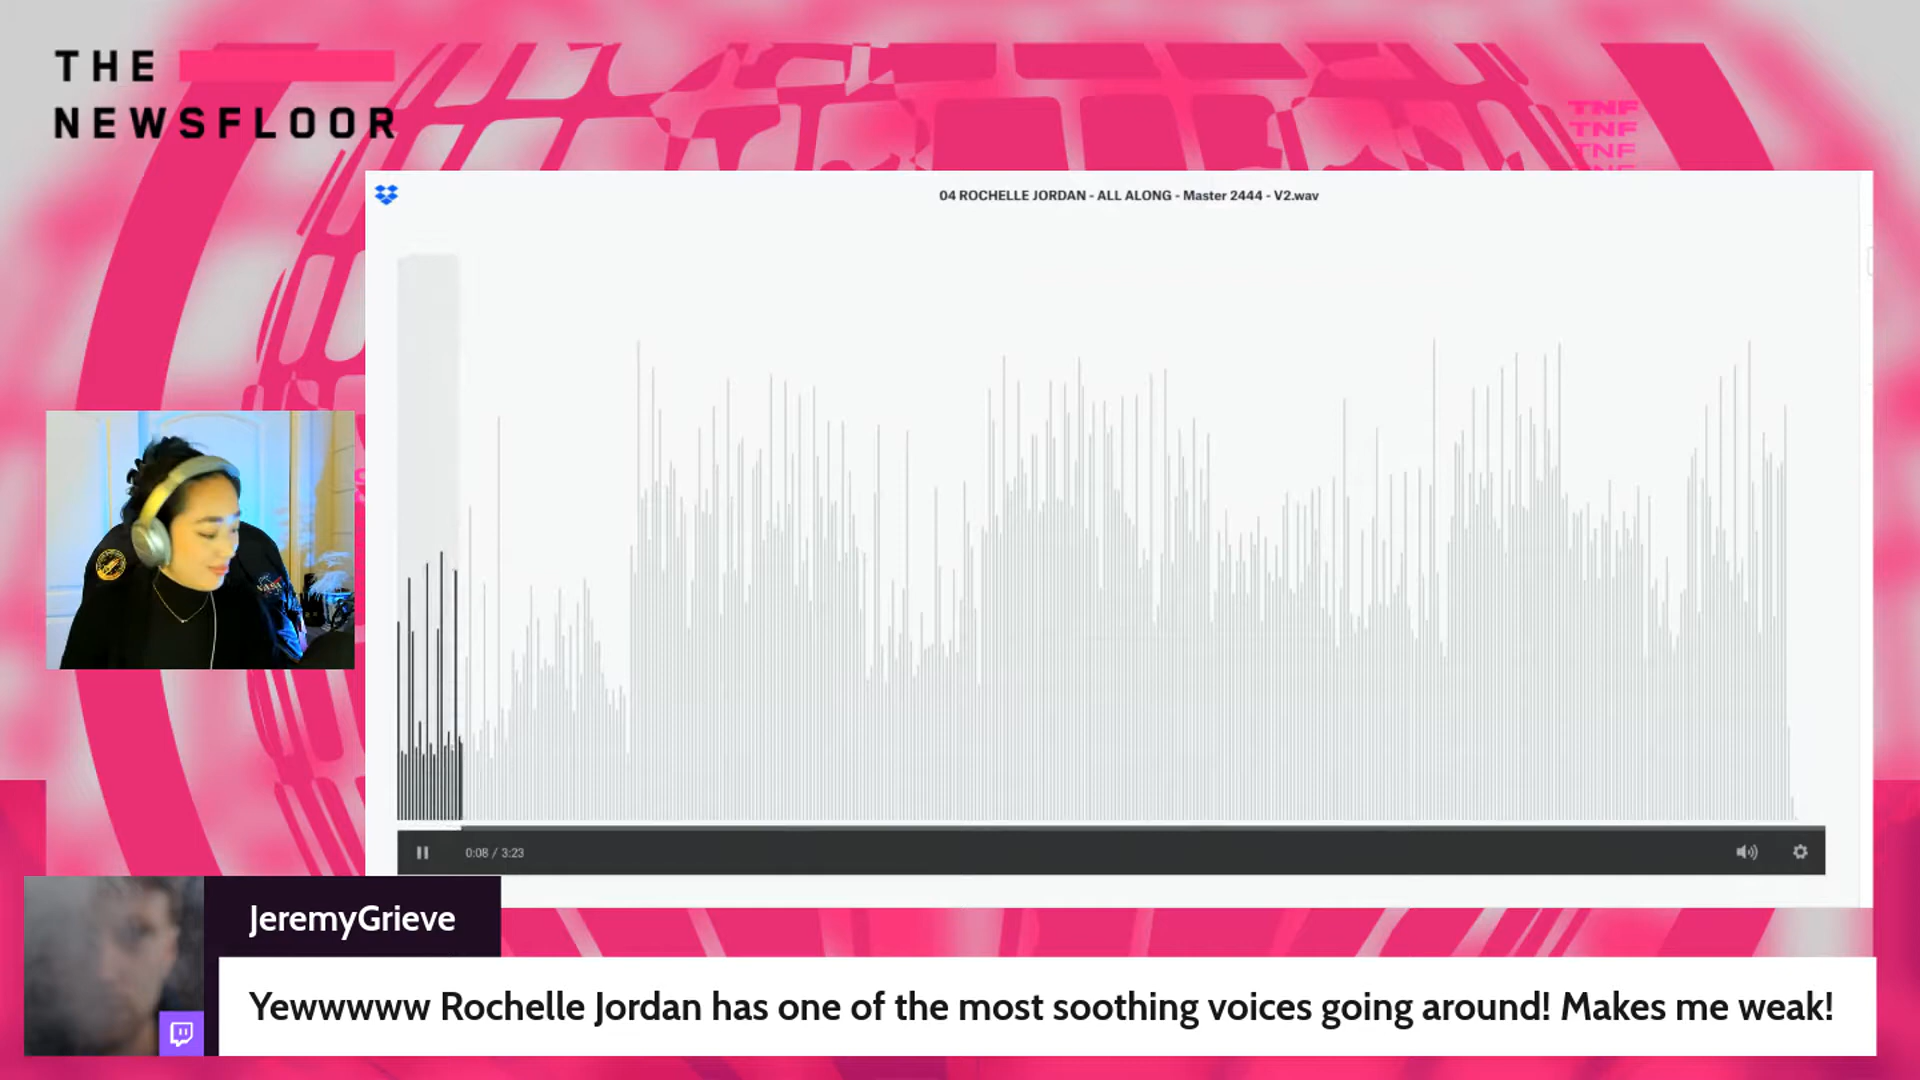 THE
NEWSFLOOR
TNF
TNF
TNF
04 ROCHELLE JORDAN - ALL ALONG - Master 2444 - V2.wav
NASA
0:08 / 3:23
JeremyGrieve
Yewwwww Rochelle Jordan has one of the most soothing voices going around! Makes me weak!